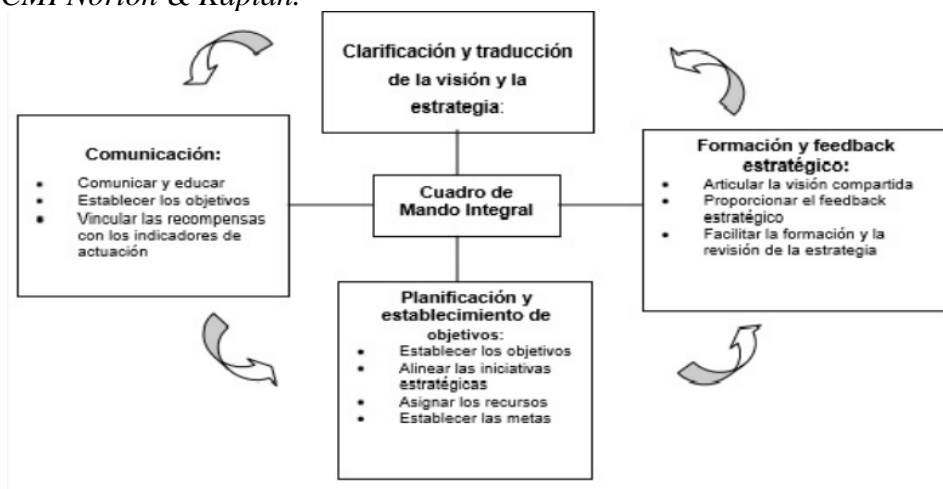 CMI Norton & Kaplan.
Clarificación y traducción
de la visión y la
estrategia:
Comunicación:
• Comunicar y educar
• Establecer los objetivos
• Vincular las recompensas
con los indicadores de
actuación
Cuadro de
Mando Integral
Formación y feedback
estratégico:
• Articular la visión compartida
• Proporcionar el feedback
estratégico
• Facilitar la formación y la
revisión de la estrategia
Planificación y
establecimiento de
objetivos:
• Establecer los objetivos
• Alinear las iniciativas
estratégicas
• Asignar los recursos
• Establecer las metas